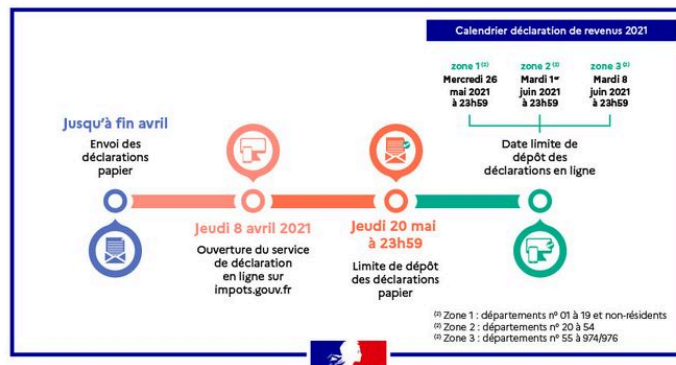 Calendrier déclaration de revenus 2021
zone 1⁽²⁾
Mercredi 26
mai 2021
à 23h59
zone 2⁽²⁾
Mardi 1er
juin 2021
à 23h59
zone 3⁽²⁾
Mardi 8
juin 2021
à 23h59
Jusqu'à fin avril
Envoi des
déclarations
papier
Date limite de
dépôt des
déclarations en ligne
Jeudi 8 avril 2021
Ouverture du service
de déclaration
en ligne sur
impots.gouv.fr
Jeudi 20 mai
à 23h59
Limite de dépôt
des déclarations
papier
⁽²⁾ Zone 1 : départements nº 01 à 19 et non-résidents
⁽²⁾ Zone 2 : départements nº 20 à 54
⁽²⁾ Zone 3 : départements nº 55 à 974/976